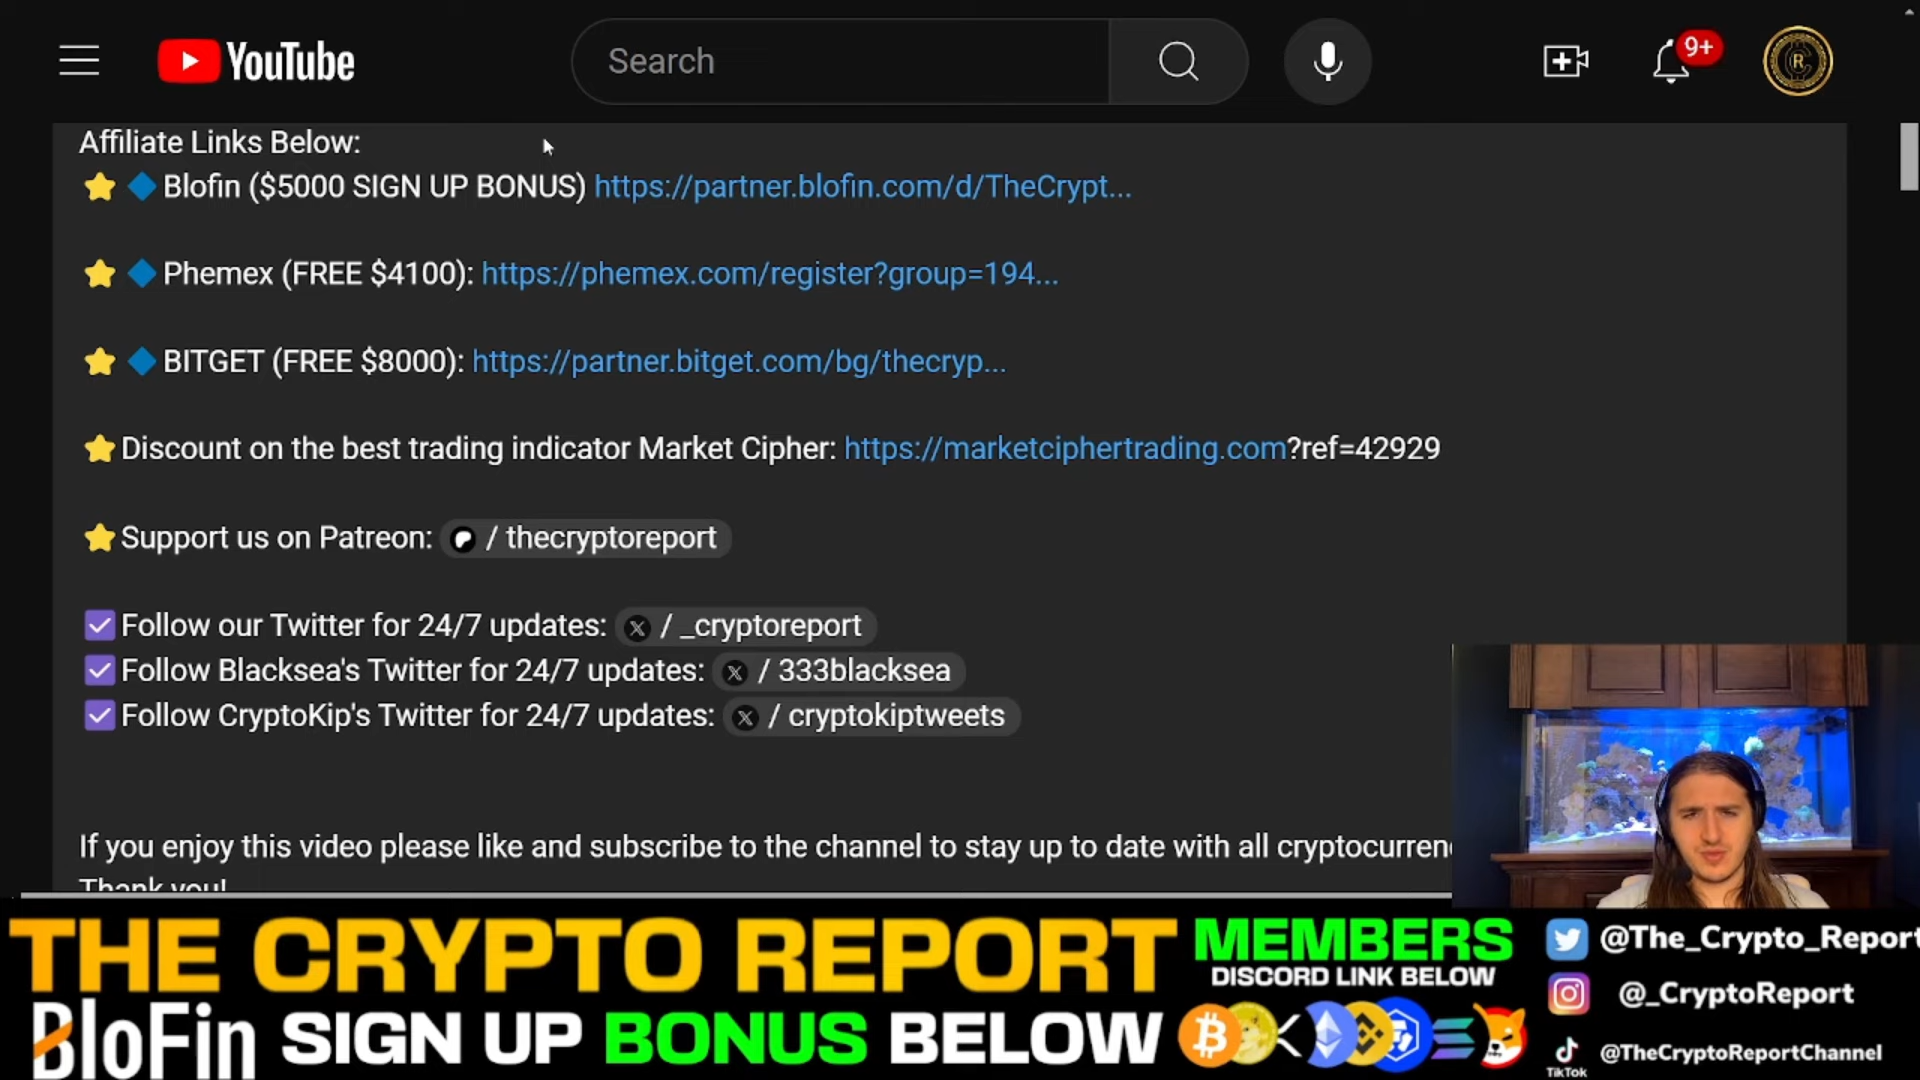 YouTube
Search
9+
Affiliate Links Below:
Blofin ($5000 SIGN UP BONUS) https://partner.blofin.com/d/TheCrypt...
Phemex (FREE $4100): https://phemex.com/register?group=194...
BITGET (FREE $8000): https://partner.bitget.com/bg/thecryp...
Discount on the best trading indicator Market Cipher: https://marketciphertrading.com?ref=42929
Support us on Patreon: / thecryptoreport
Follow our Twitter for 24/7 updates: / _cryptoreport
Follow Blacksea's Twitter for 24/7 updates: / 333blacksea
Follow CryptoKip's Twitter for 24/7 updates: / cryptokiptweets
If you enjoy this video please like and subscribe to the channel to stay up to date with all
Thank you!
THE CRYPTO REPORT
MEMBERS
DISCORD LINK BELOW
BloFin SIGN UP BONUS BELOW
@The_Crypto_Report
@_CryptoReport
TikTok
@TheCryptoReportChannel